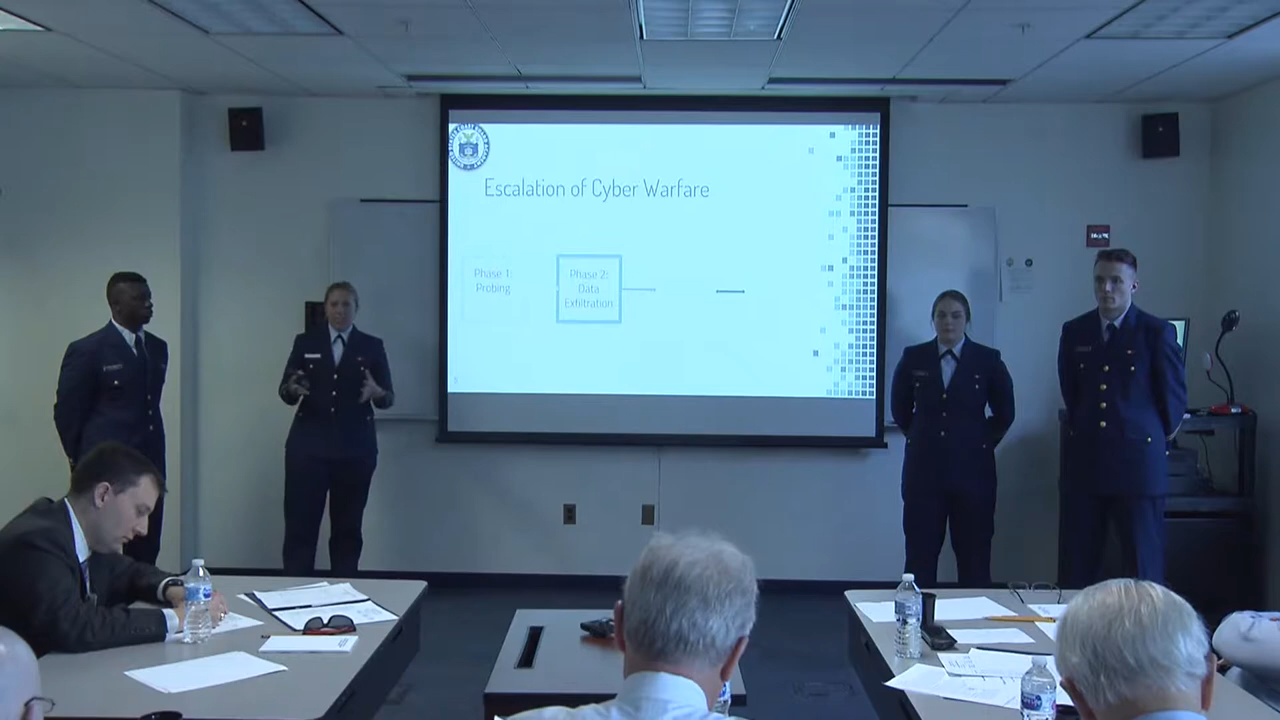 Escalation of Cyber Warfare
Phase 1:
Probing
Phase 2:
Data
Exfiltration